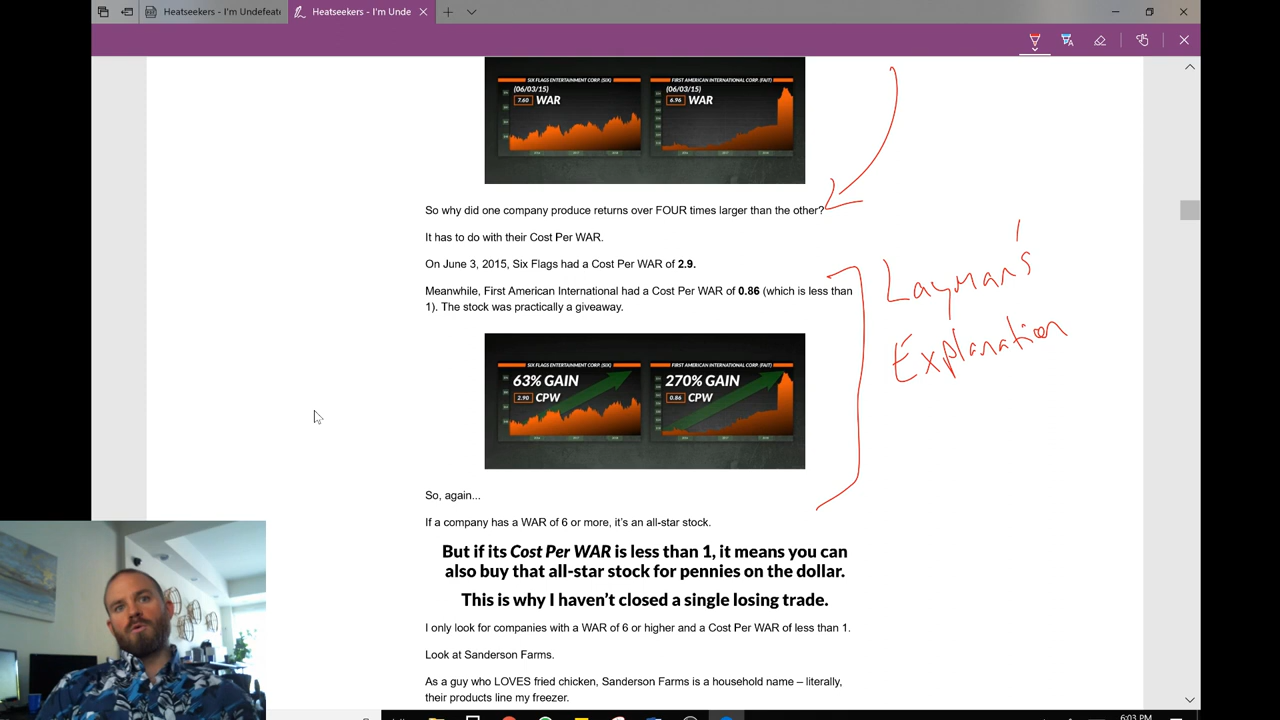 Heatseekers - I'm Undefeate
Heatseekers - I'm Unde
SIX FLAGS ENTERTAINMENT CORP. (SIX)
FIRST AMERICAN INTERNATIONAL CORP. (FAIT)
(06/03/15)
(06/03/15)
7.60 WAR
6.96 WAR
So why did one company produce returns over FOUR times larger than the other?
It has to do with their Cost Per WAR.
On June 3, 2015, Six Flags had a Cost Per WAR of 2.9.
Meanwhile, First American International had a Cost Per WAR of 0.86 (which is less than
1). The stock was practically a giveaway.
Layman's
Explanation
SIX FLAGS ENTERTAINMENT CORP. (SIX)
FIRST AMERICAN INTERNATIONAL CORP. (FAIT)
63% GAIN
270% GAIN
2.90 CPW
0.86 CPW
So, again...
If a company has a WAR of 6 or more, it's an all-star stock.
But if its Cost Per WAR is less than 1, it means you can
also buy that all-star stock for pennies on the dollar.
This is why I haven't closed a single losing trade.
I only look for companies with a WAR of 6 or higher and a Cost Per WAR of less than 1.
Look at Sanderson Farms.
As a guy who LOVES fried chicken, Sanderson Farms is a household name – literally,
their products line my freezer.
6:03 PM